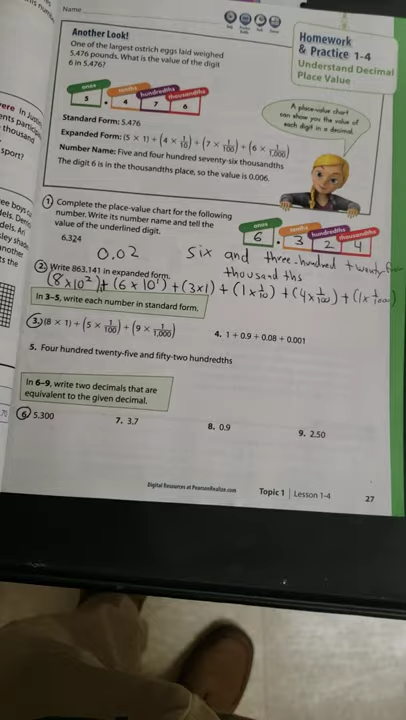 Name
Another Look!
One of the largest ostrich eggs laid weighed
5.476 pounds. What is the value of the digit
6 in 5.476?
ones tenths hundredths thousandths
5 . 4 7 6
Standard Form: 5.476
Expanded Form: (5 × 1) + (4 × 1/10) + (7 × 1/100) + (6 × 1/1,000)
Number Name: Five and four hundred seventy-six thousandths
The digit 6 is in the thousandths place, so the value is 0.006.
Homework
& Practice 1-4
Understand Decimal
Place Value
A place-value chart
can show you the value of
each digit in a decimal.
1 Complete the place-value chart for the following
number. Write its number name and tell the
value of the underlined digit.
6.324
ones tenths hundredths thousandths
6 . 3 2 4
0.02
six and three-hundred twenty-four
thousandths
2. Write 863.141 in expanded form.
(8 × 10²) + (6 × 10¹) + (3×1) + (1 × 1/10) + (4 × 1/100) + (1 × 1/1000)
In 3–5, write each number in standard form.
3. (8 × 1) + (5 × 1/100) + (9 × 1/1,000)
4. 1 + 0.9 + 0.08 + 0.001
5. Four hundred twenty-five and fifty-two hundredths
In 6–9, write two decimals that are
equivalent to the given decimal.
6 5.300
7. 3.7
8. 0.9
9. 2.50
Digital Resources at PearsonRealize.com
Topic 1 | Lesson 1-4
27